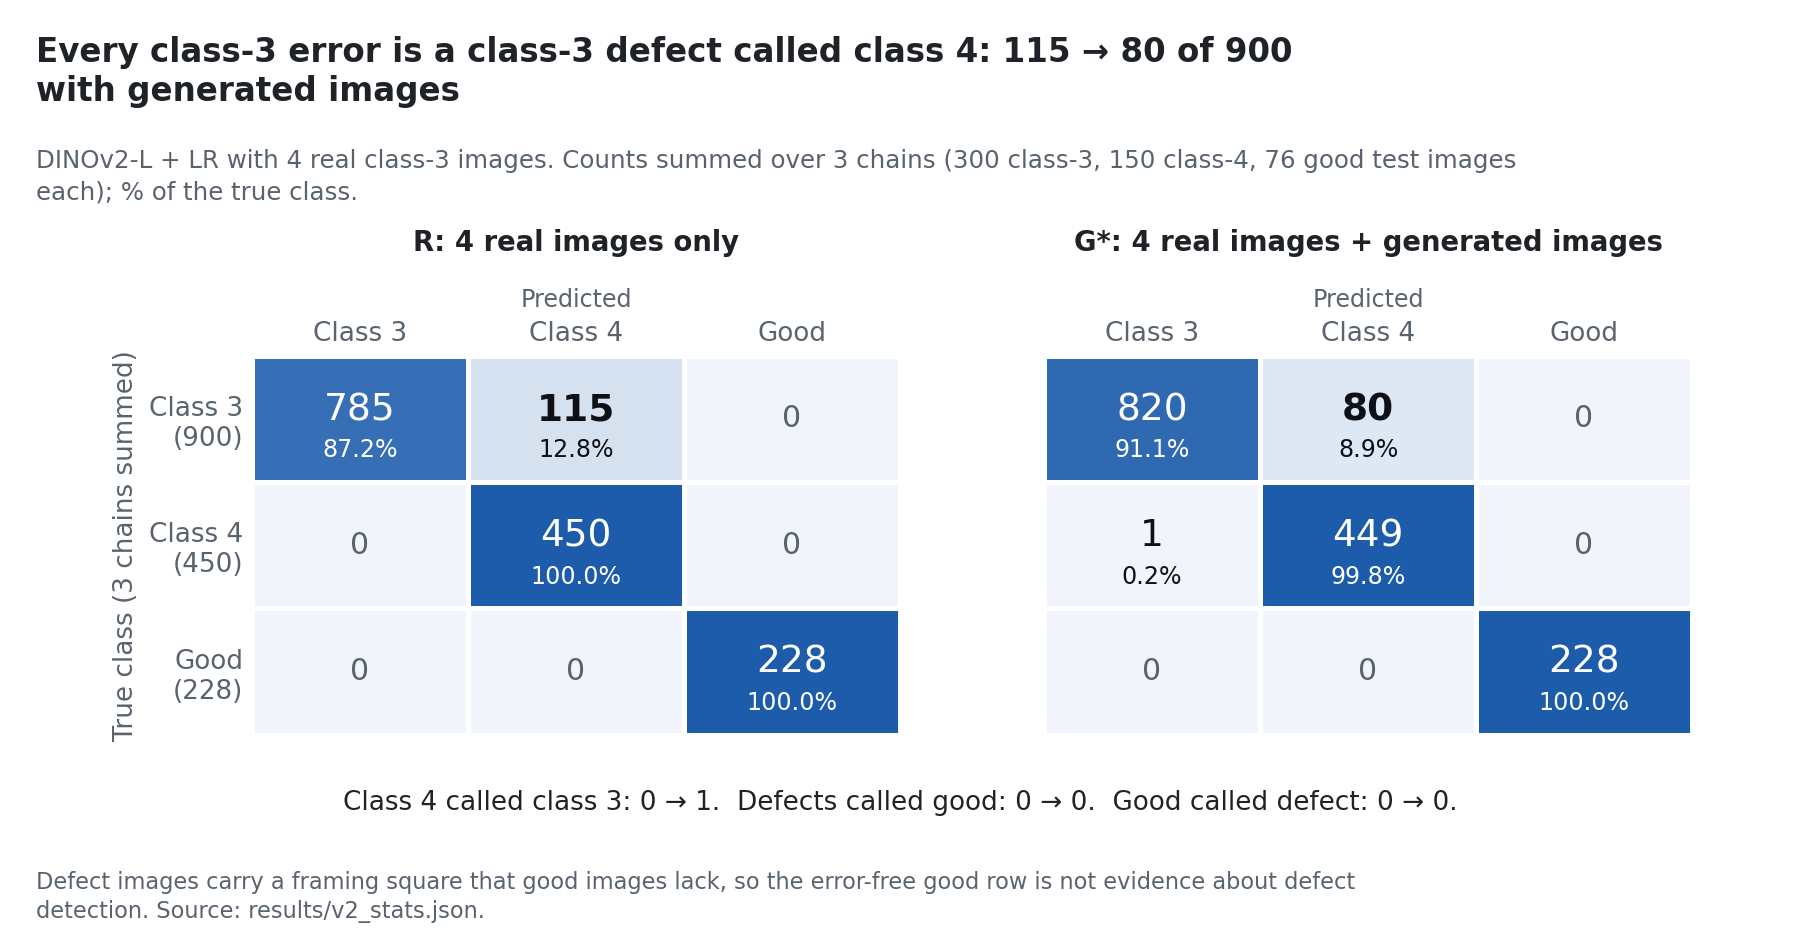 Every class-3 error is a class-3 defect called class 4: 115 → 80 of 900
with generated images
DINOv2-L + LR with 4 real class-3 images. Counts summed over 3 chains (300 class-3, 150 class-4, 76 good test images
each); % of the true class.
R: 4 real images only
Predicted
Class 3 Class 4 Good
True class (3 chains summed)
Class 3
(900)
785 115 0
87.2% 12.8%
Class 4
(450)
0 450 0
100.0%
Good
(228)
0 0 228
100.0%
G*: 4 real images + generated images
Predicted
Class 3 Class 4 Good
820 80 0
91.1% 8.9%
1 449 0
0.2% 99.8%
0 0 228
100.0%
Class 4 called class 3: 0 → 1.  Defects called good: 0 → 0.  Good called defect: 0 → 0.
Defect images carry a framing square that good images lack, so the error-free good row is not evidence about defect
detection. Source: results/v2_stats.json.